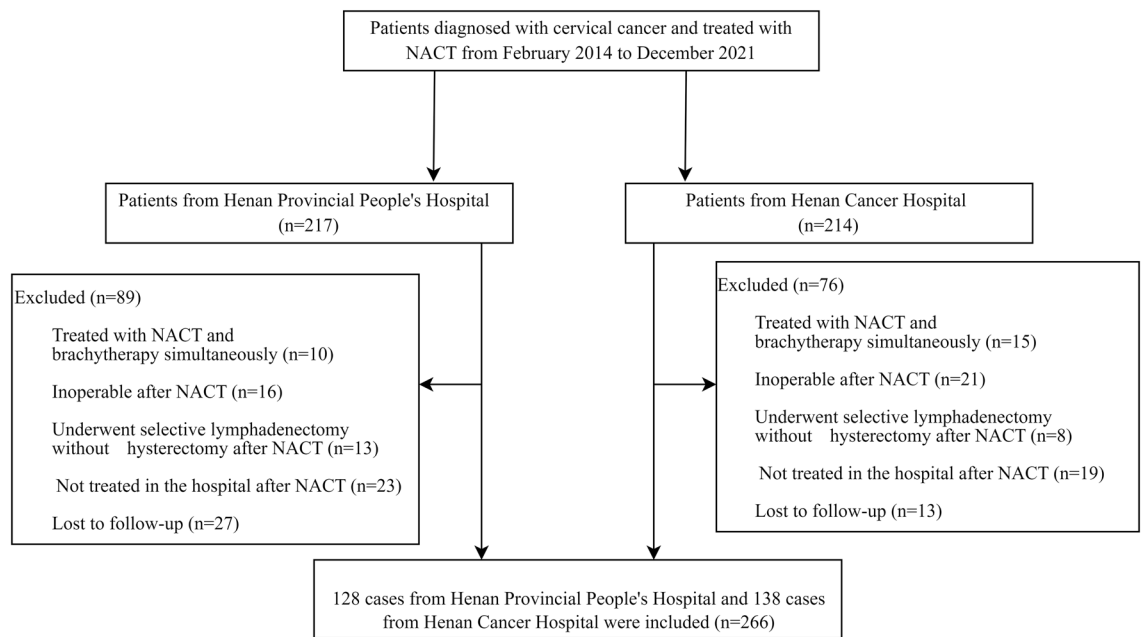 Patients diagnosed with cervical cancer and treated with
NACT from February 2014 to December 2021
Patients from Henan Provincial People's Hospital
(n=217)
Patients from Henan Cancer Hospital
(n=214)
Excluded (n=89)
Treated with NACT and
brachytherapy simultaneously (n=10)
Inoperable after NACT (n=16)
Underwent selective lymphadenectomy
without hysterectomy after NACT (n=13)
Not treated in the hospital after NACT (n=23)
Lost to follow-up (n=27)
Excluded (n=76)
Treated with NACT and
brachytherapy simultaneously (n=15)
Inoperable after NACT (n=21)
Underwent selective lymphadenectomy
without hysterectomy after NACT (n=8)
Not treated in the hospital after NACT (n=19)
Lost to follow-up (n=13)
128 cases from Henan Provincial People's Hospital and 138 cases
from Henan Cancer Hospital were included (n=266)